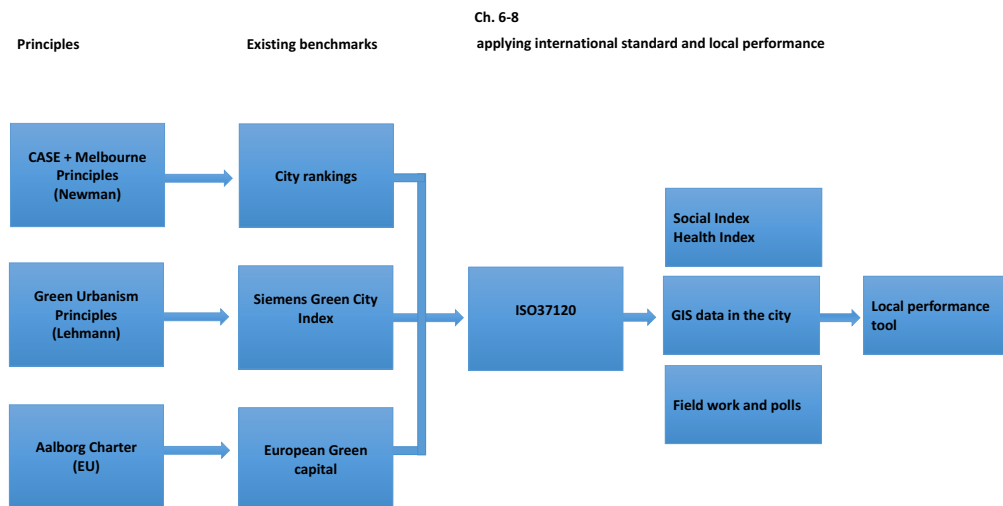 Ch. 6-8
Principles
Existing benchmarks
applying international standard and local performance
CASE + Melbourne
Principles
(Newman)
City rankings
Green Urbanism
Principles
(Lehmann)
Siemens Green City
Index
Aalborg Charter
(EU)
European Green
capital
ISO37120
Social Index
Health Index
GIS data in the city
Field work and polls
Local performance
tool